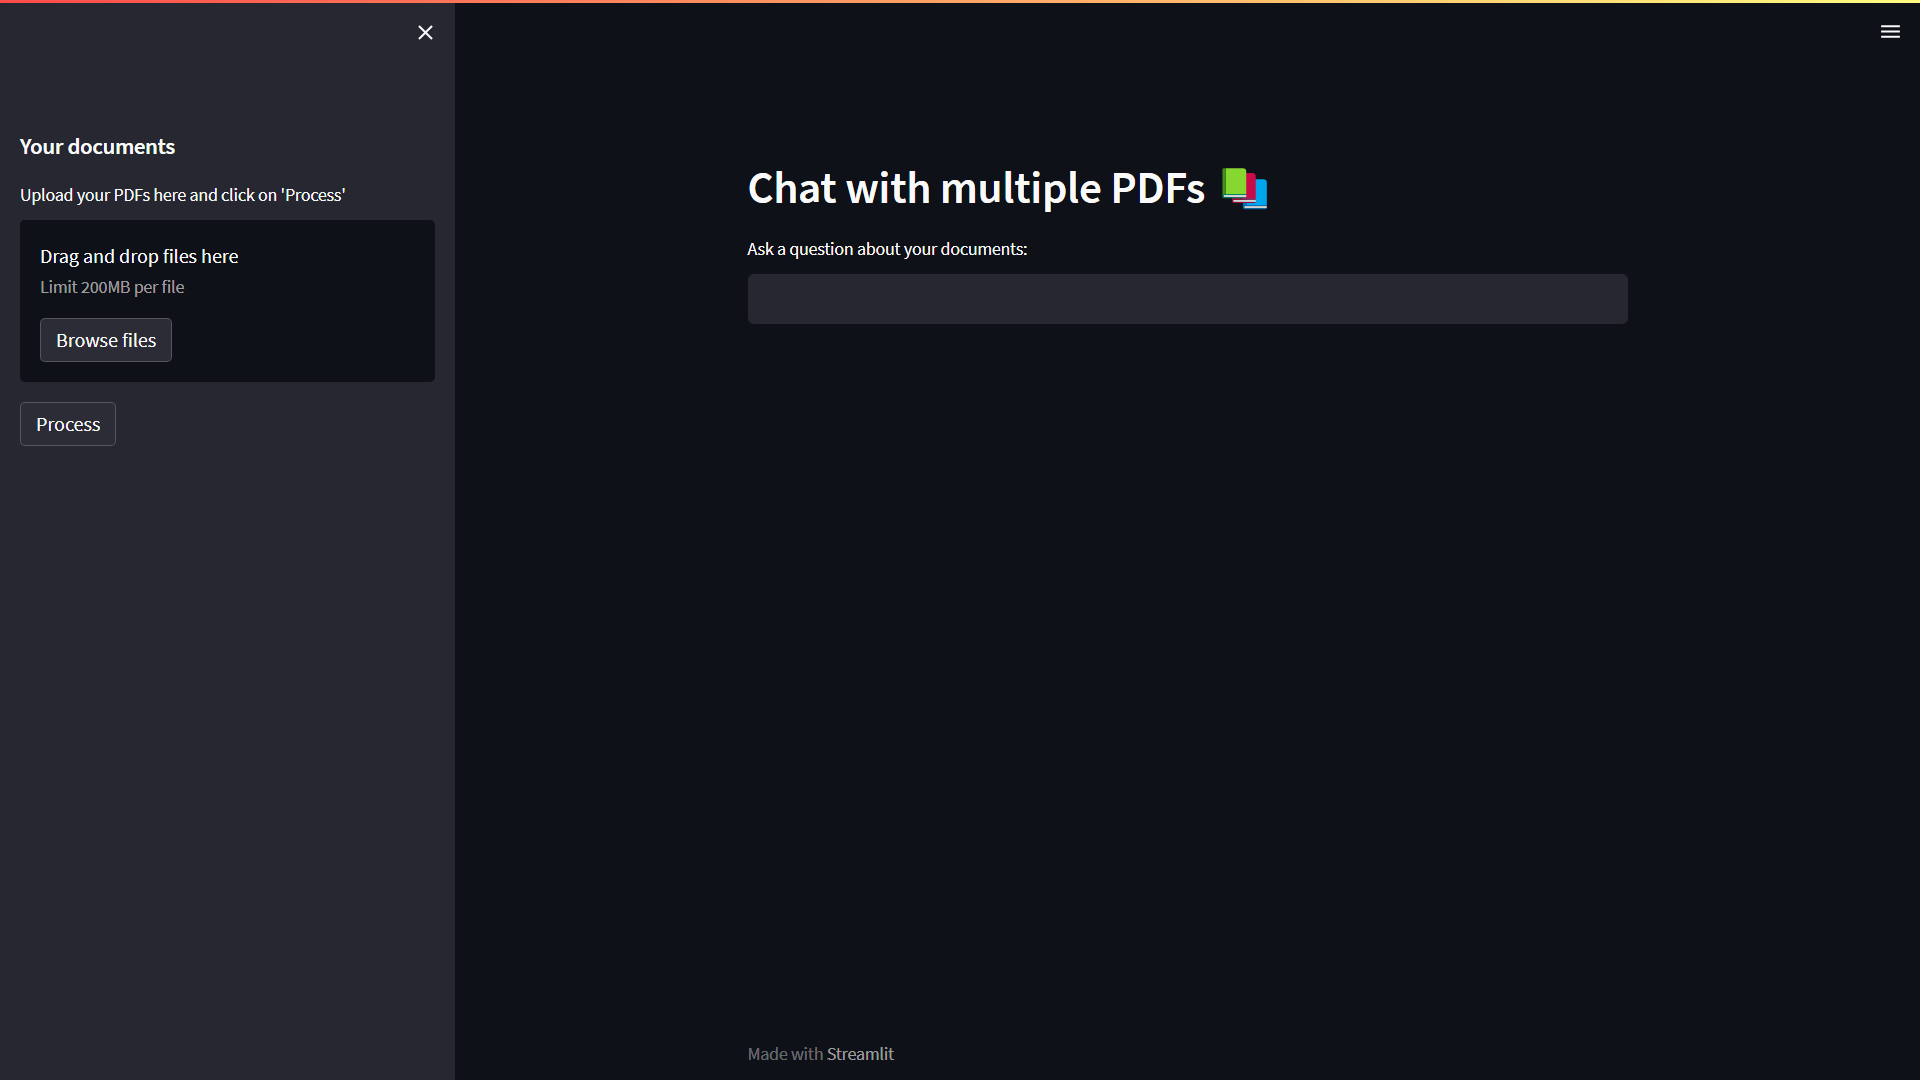 Your documents
Upload your PDFs here and click on 'Process'
Drag and drop files here
Limit 200MB per file
Browse files
Process
Chat with multiple PDFs 📚
Ask a question about your documents:
Made with Streamlit